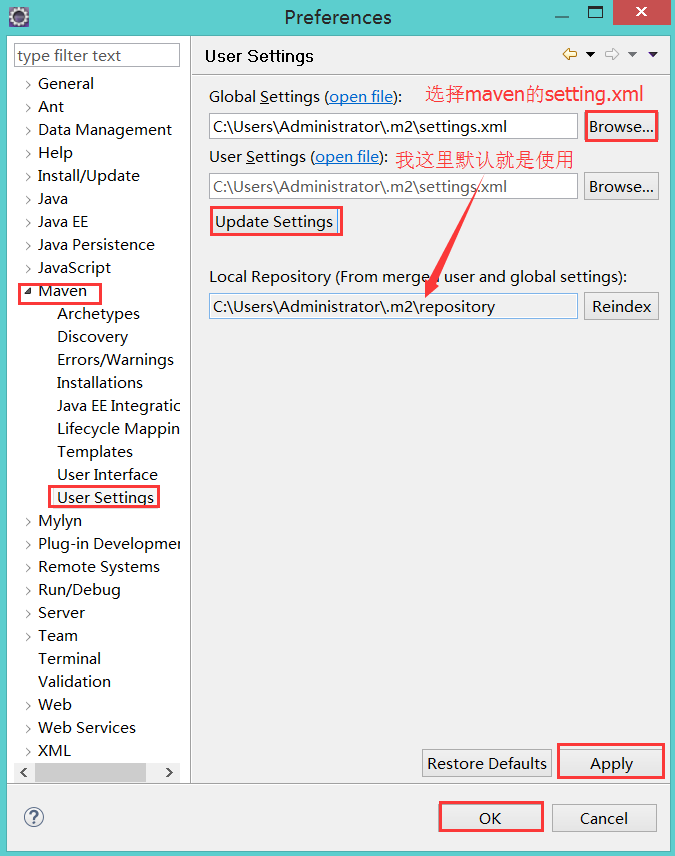 Preferences
type filter text
General
Ant
Data Management
Help
Install/Update
Java
Java EE
Java Persistence
JavaScript
Maven
Archetypes
Discovery
Errors/Warnings
Installations
Java EE Integratic
Lifecycle Mappin
Templates
User Interface
User Settings
Mylyn
Plug-in Developmer
Remote Systems
Run/Debug
Server
Team
Terminal
Validation
Web
Web Services
XML
User Settings
Global Settings (open file): 选择maven的setting.xml
C:\Users\Administrator\.m2\settings.xml Browse...
User Settings (open file): 我这里默认就是使用
C:\Users\Administrator\.m2\settings.xml Browse...
Update Settings
Local Repository (From merged user and global settings):
C:\Users\Administrator\.m2\repository Reindex
Restore Defaults Apply
OK Cancel